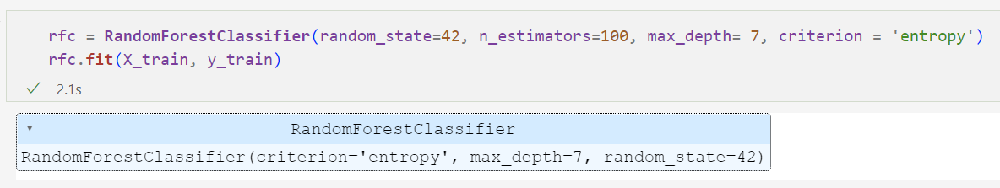 rfc = RandomForestClassifier(random_state=42, n_estimators=100, max_depth= 7, criterion = 'entropy')
rfc.fit(X_train, y_train)
2.1s
RandomForestClassifier
RandomForestClassifier(criterion='entropy', max_depth=7, random_state=42)